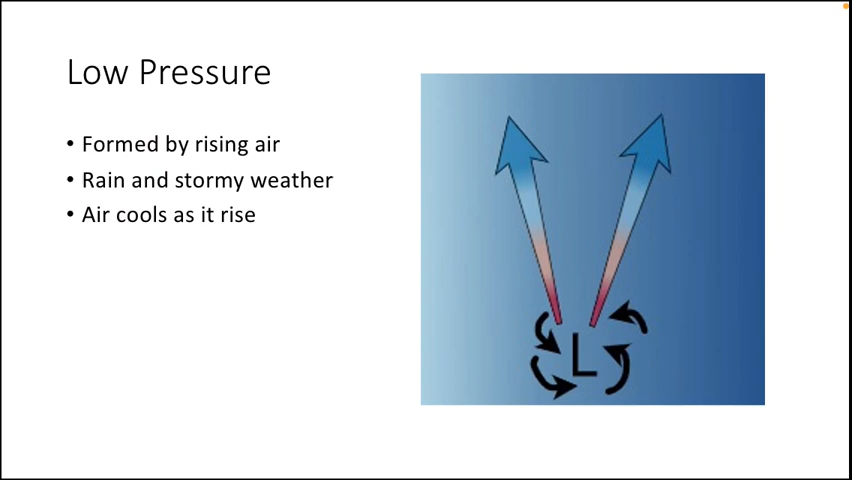 Low Pressure
• Formed by rising air
• Rain and stormy weather
• Air cools as it rise
L